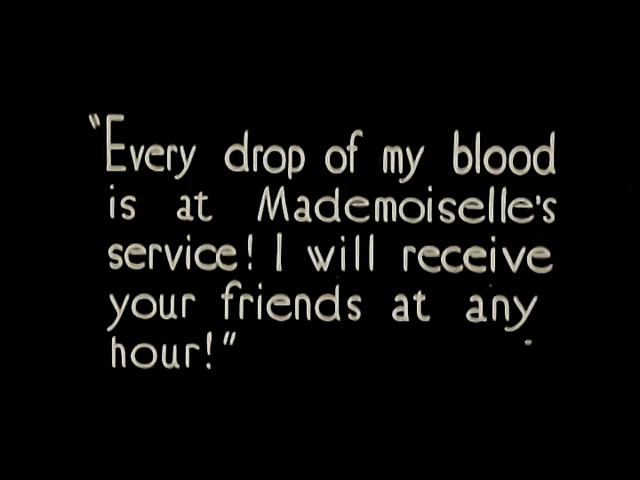 "Every drop of my blood
is at Mademoiselle's
service! I will receive
your friends at any
hour!"